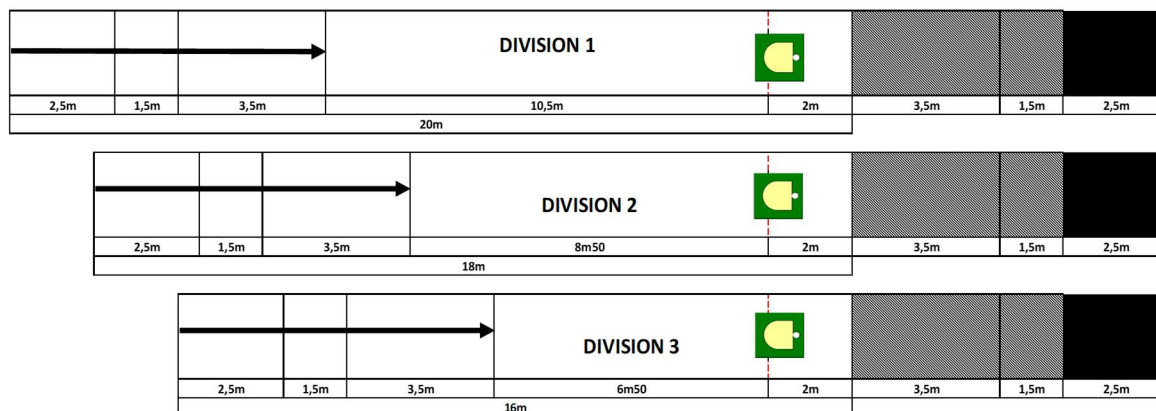 DIVISION 1
2,5m 1,5m 3,5m 10,5m 2m 3,5m 1,5m 2,5m
20m
DIVISION 2
2,5m 1,5m 3,5m 8m50 2m 3,5m 1,5m 2,5m
18m
DIVISION 3
2,5m 1,5m 3,5m 6m50 2m 3,5m 1,5m 2,5m
16m